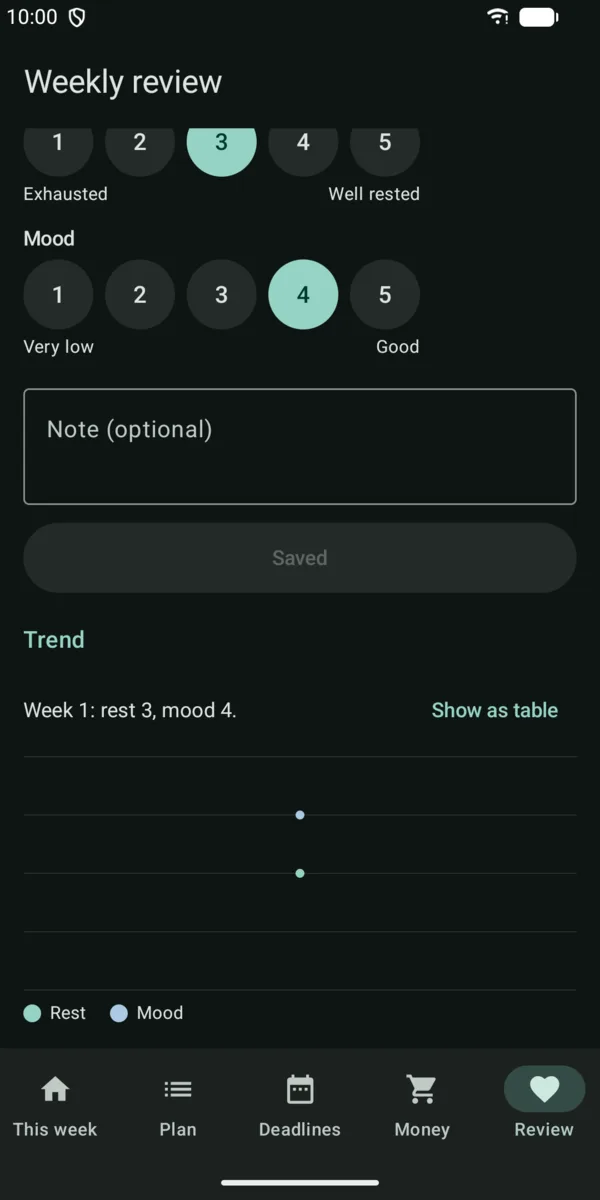 10:00
Weekly review
1 2 3 4 5
Exhausted Well rested
Mood
1 2 3 4 5
Very low Good
Note (optional)
Saved
Trend
Week 1: rest 3, mood 4. Show as table
Rest Mood
This week Plan Deadlines Money Review